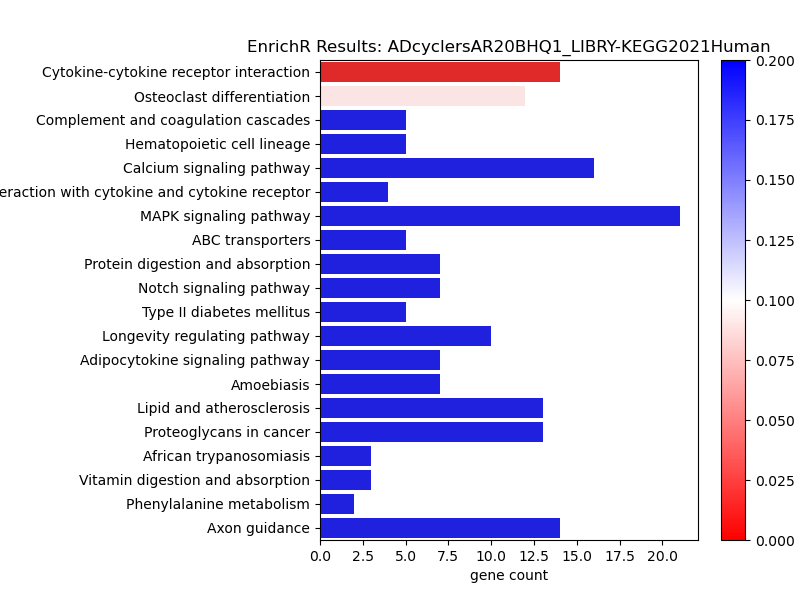 EnrichR Results: ADcyclersAR20BHQ1_LIBRY-KEGG2021Human
Cytokine-cytokine receptor interaction
Osteoclast differentiation
Complement and coagulation cascades
Hematopoietic cell lineage
Calcium signaling pathway
with cytokine and cytokine receptor
MAPK signaling pathway
ABC transporters
Protein digestion and absorption
Notch signaling pathway
Type II diabetes mellitus
Longevity regulating pathway
Adipocytokine signaling pathway
Amoebiasis
Lipid and atherosclerosis
Proteoglycans in cancer
African trypanosomiasis
Vitamin digestion and absorption
Phenylalanine metabolism
Axon guidance
0.0 2.5 5.0 7.5 10.0 12.5 15.0 17.5 20.0
gene count
0.200
0.175
0.150
0.125
0.100
0.075
0.050
0.025
0.000